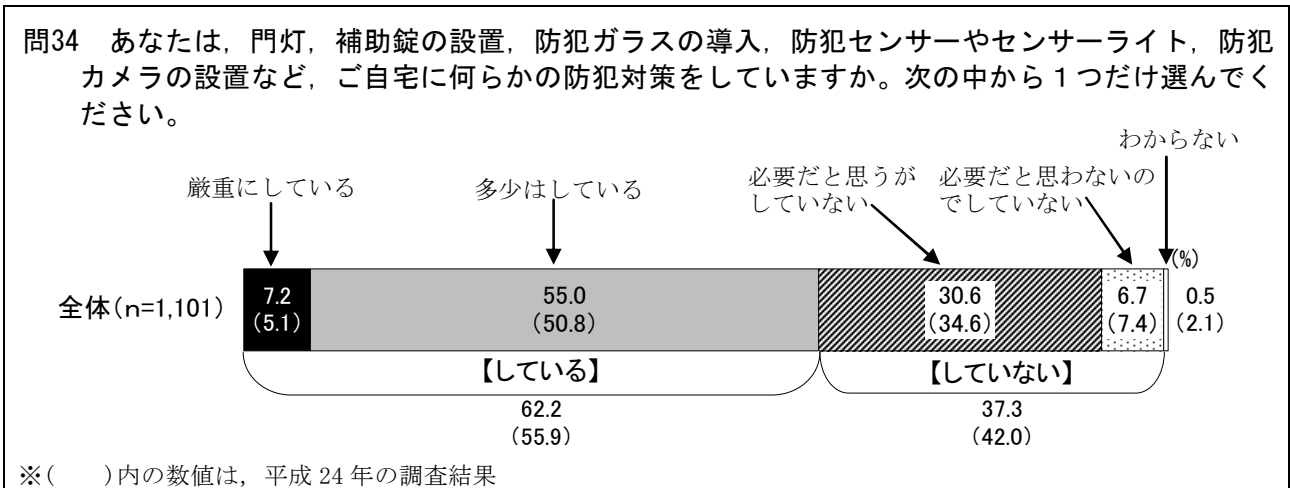 問34 あなたは，門灯，補助錠の設置，防犯ガラスの導入，防犯センサーやセンサーライト，防犯
カメラの設置など，ご自宅に何らかの防犯対策をしていますか。次の中から１つだけ選んでく
ださい。
わからない
厳重にしている
多少はしている
必要だと思うが
していない
必要だと思わないの
でしていない
(%)
全体(n=1,101)
7.2
(5.1)
55.0
(50.8)
30.6
(34.6)
6.7
(7.4)
0.5
(2.1)
【している】
【していない】
62.2
(55.9)
37.3
(42.0)
※(　　)内の数値は，平成 24 年の調査結果